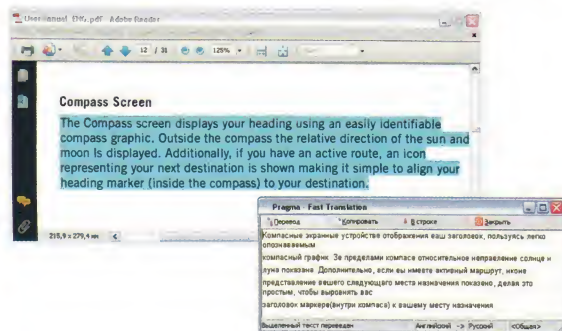 User manual_ENG.pdf - Adobe Reader
12 / 31
125%
Compass Screen
The Compass screen displays your heading using an easily identifiable
compass graphic. Outside the compass the relative direction of the sun and
moon is displayed. Additionally, if you have an active route, an icon
representing your next destination is shown making it simple to align your
heading marker (inside the compass) to your destination.
215,9 x 279,4 мм
Pragma - Fast Translation
Перевод Копировать В строке Закрыть
Компасные экранные устройстве отображения ваш заголовок, пользуясь легко
опознаваемым
компасный график. За пределами компаса относительное неправление солнце и
луна показана. Дополнительно, если вы имеете активный маршрут, иконе
представление вашего следующего места назначения показано, делая это
простым, чтобы выровнять вас
заголовок маркере(внутри компаса) к вашему месту назначения
Выделенный текст переведен Английский -> Русский <Общая>